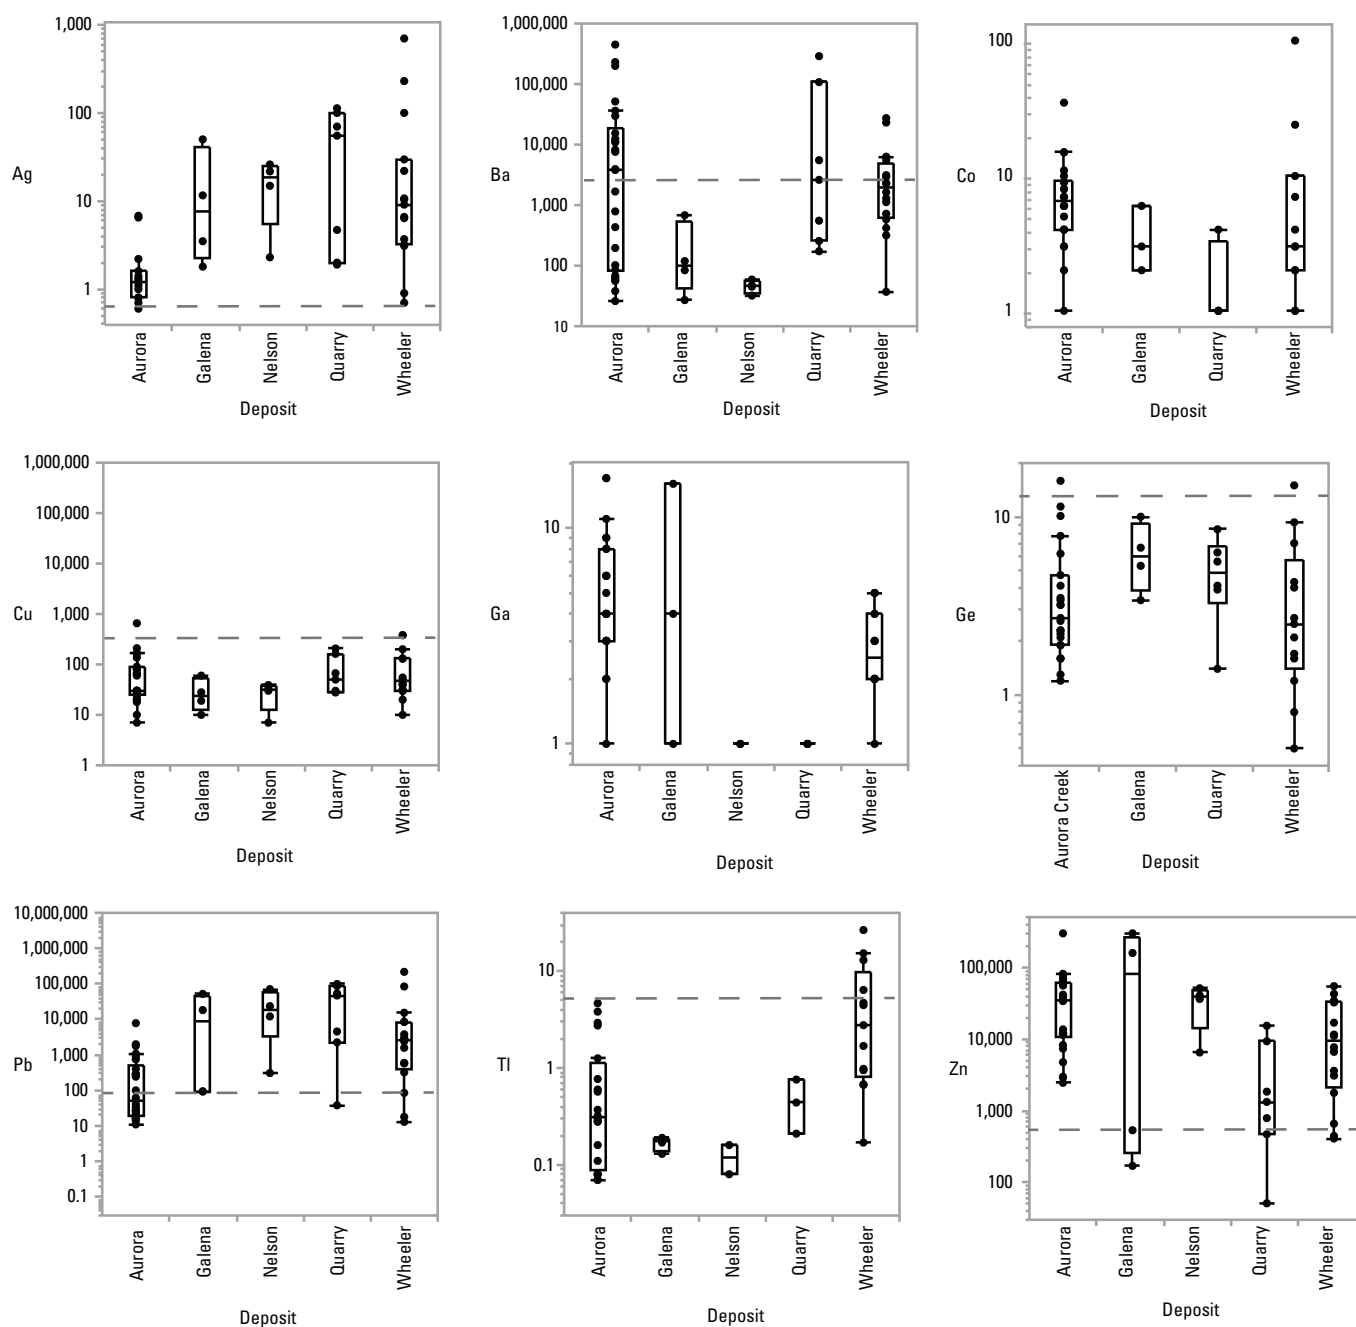 1,000
100
10
1
Ag
Aurora
Galena
Nelson
Quarry
Wheeler
Deposit
1,000,000
100,000
10,000
1,000
100
10
Ba
Aurora
Galena
Nelson
Quarry
Wheeler
Deposit
100
10
1
Co
Aurora
Galena
Quarry
Wheeler
Deposit
1,000,000
100,000
10,000
1,000
100
10
1
Cu
Aurora
Galena
Nelson
Quarry
Wheeler
Deposit
10
1
Ga
Aurora
Galena
Nelson
Quarry
Wheeler
Deposit
10
1
Ge
Aurora Creek
Galena
Quarry
Wheeler
Deposit
10,000,000
1,000,000
100,000
10,000
1,000
100
10
1
0.1
Pb
Aurora
Galena
Nelson
Quarry
Wheeler
Deposit
10
1
0.1
Tl
Aurora
Galena
Nelson
Quarry
Wheeler
Deposit
100,000
10,000
1,000
100
Zn
Aurora
Galena
Nelson
Quarry
Wheeler
Deposit